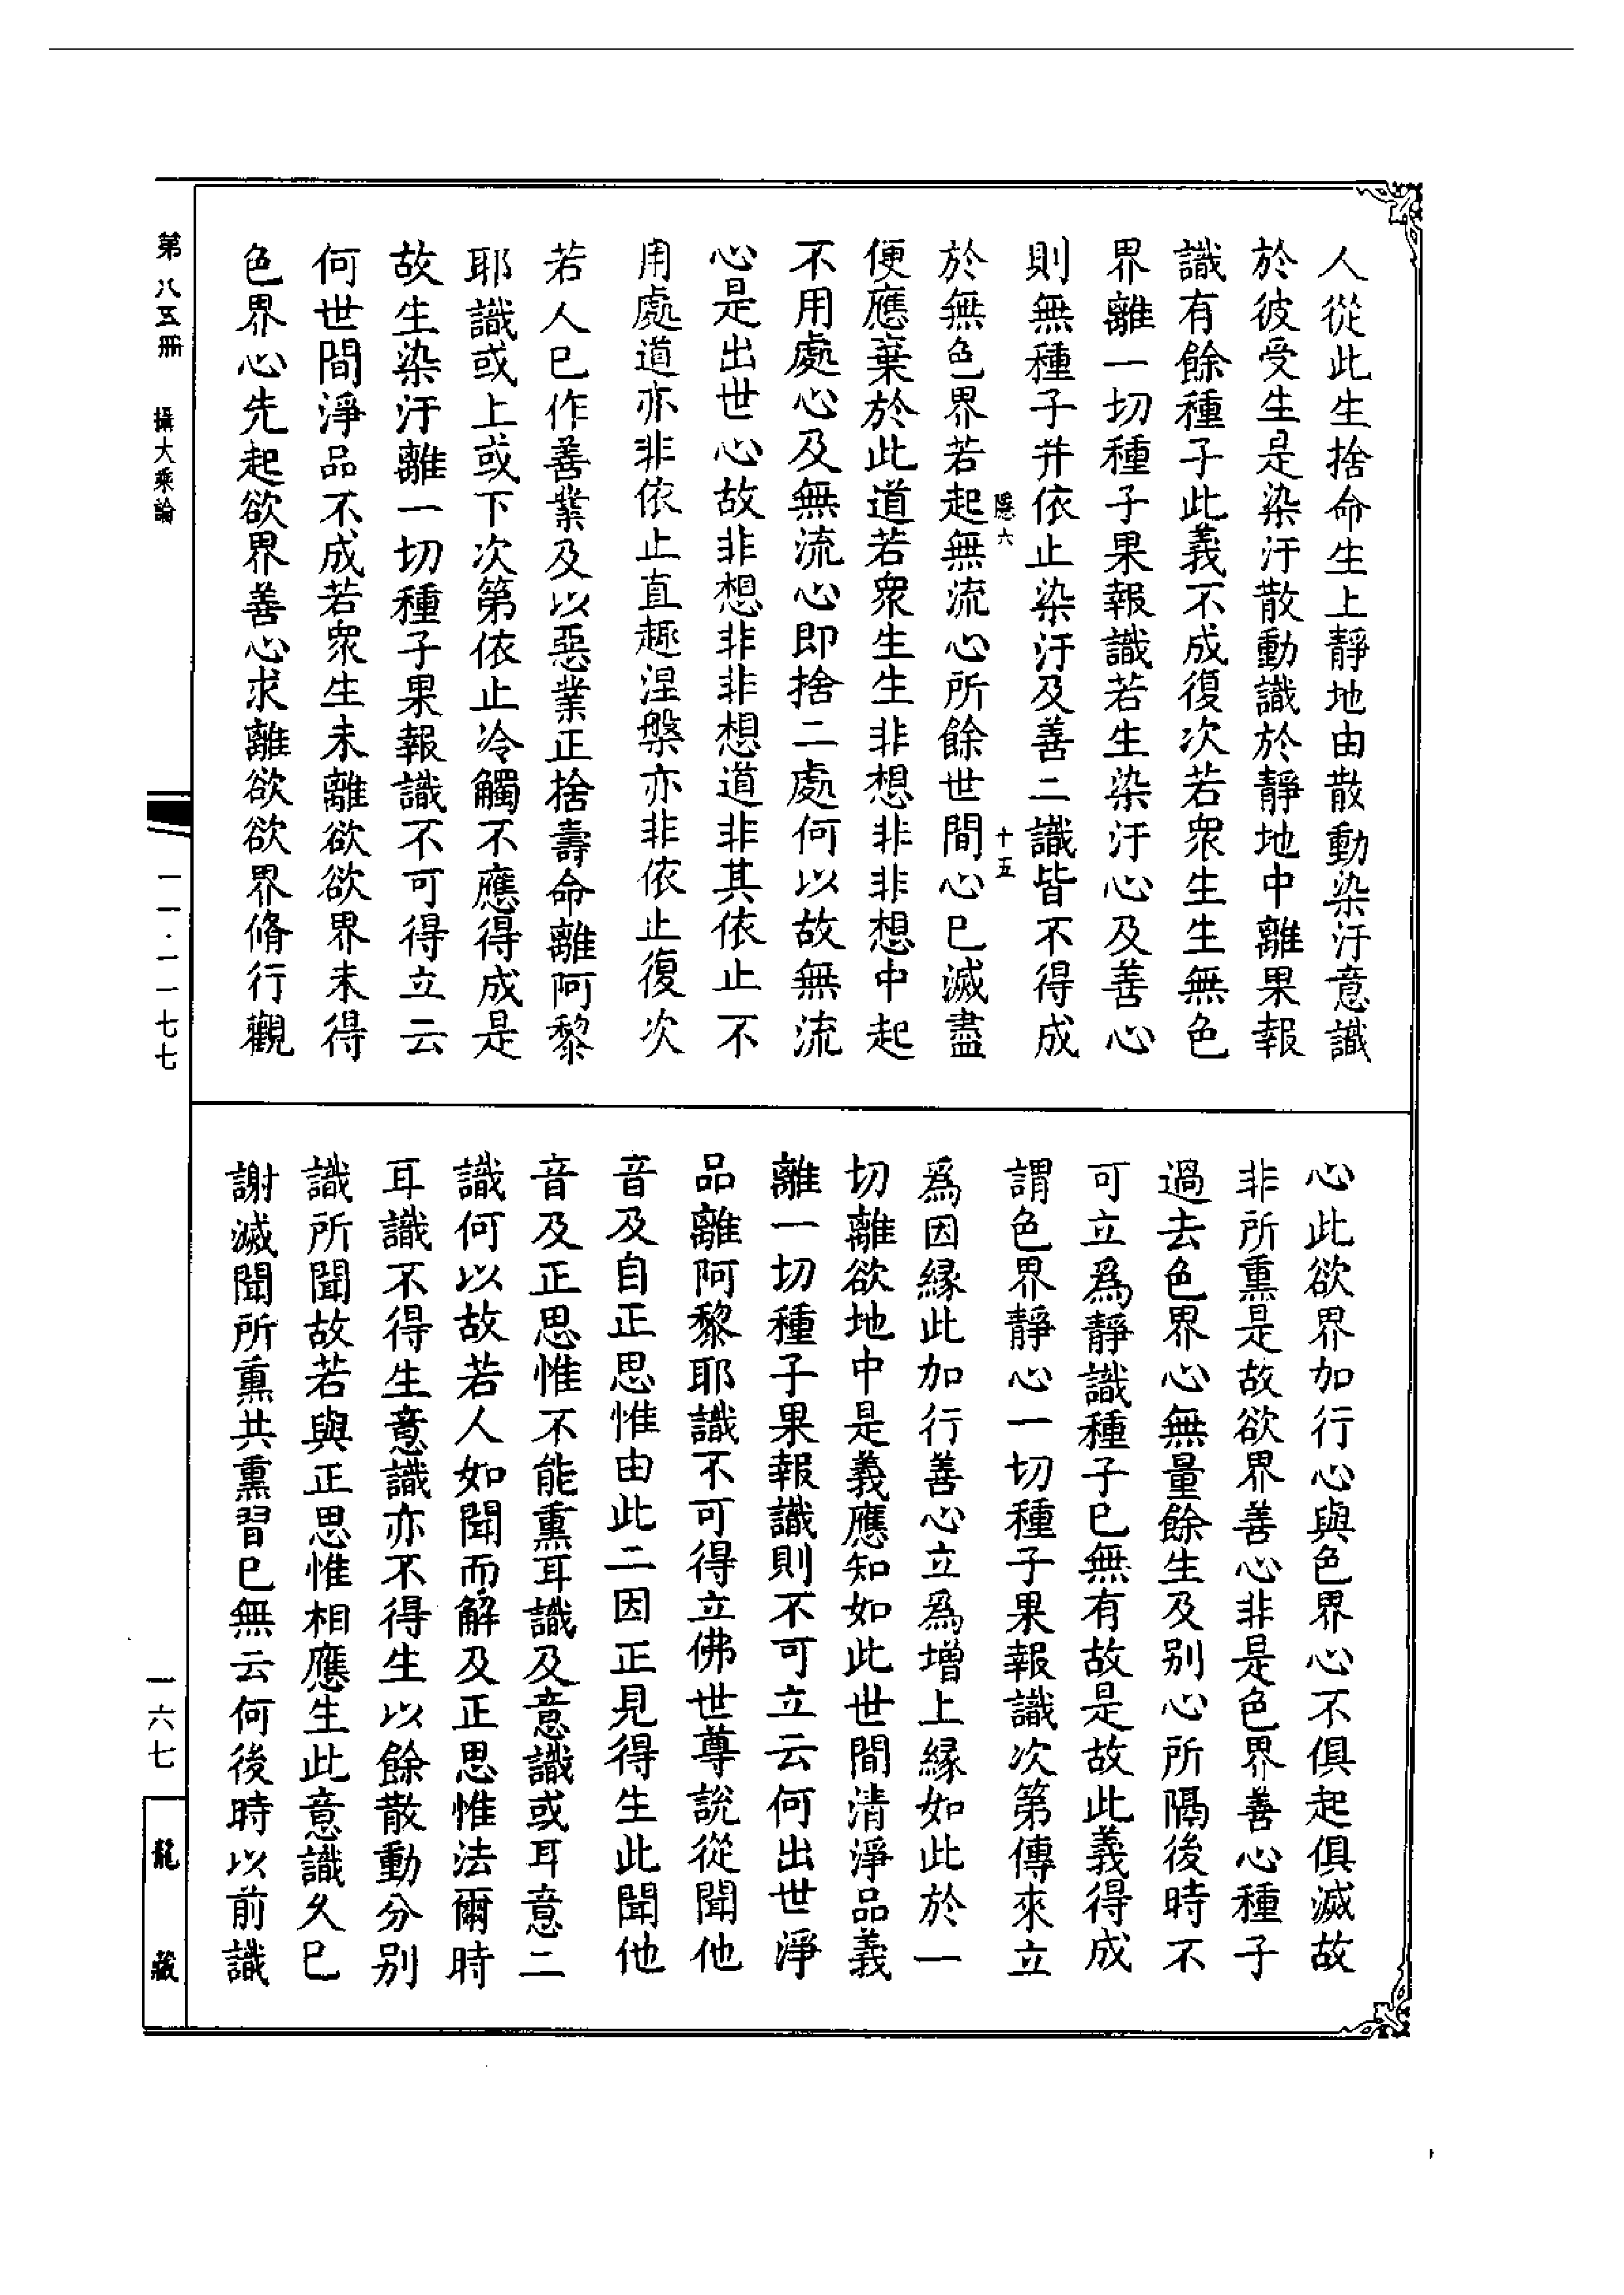 人從此生捨命生上靜地由散動染汙意識
於彼受生是染汙散動識於靜地中離果報
識有餘種子此義不成復次若衆生生無色
界離一切種子果報識若生染汙心及善心
則無種子幷依止染汙及善二識皆不得成
隱六 十五
於無色界若起無流心所餘世間心已滅盡
便應棄於此道若衆生生非想非非想中起
不用處心及無流心即捨二處何以故無流
心是出世心故非想非非想道非其依止不
用處道亦非依止直趣涅槃亦非依止復次
若人已作善業及以惡業正捨壽命離阿黎
耶識或上或下次第依止冷觸不應得成是
故生染汙離一切種子果報識不可得立云
何世間淨品不成若衆生未離欲欲界未得
色界心先起欲界善心求離欲欲界脩行觀
心此欲界加行心與色界心不俱起俱滅故
非所熏是故欲界善心非是色界善心種子
過去色界心無量餘生及別心所隔後時不
可立爲靜識種子已無有故是故此義得成
謂色界靜心一切種子果報識次第傳來立
爲因緣此加行善心立爲增上緣如此於一
切離欲地中是義應知如此世間清淨品義
離一切種子果報識則不可立云何出世淨
品離阿黎耶識不可得立佛世尊說從聞他
音及自正思惟由此二因正見得生此聞他
音及正思惟不能熏耳識及意識或耳意二
識何以故若人如聞而解及正思惟法爾時
耳識不得生意識亦不得生以餘散動分別
識所聞故若與正思惟相應生此意識久已
謝滅聞所熏共熏習已無云何後時以前識
第八五冊 攝大乘論
一一·一一七七
一六七
龍藏